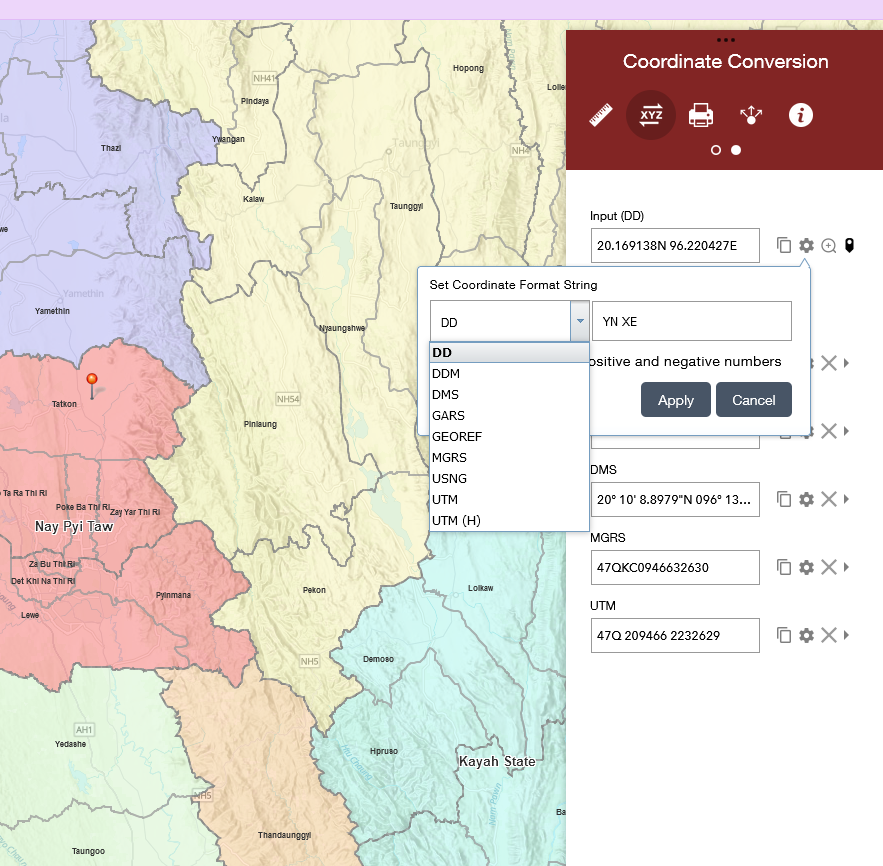 Coordinate Conversion
XYZ
i
Input (DD)
20.169138N 96.220427E
Set Coordinate Format String
DD
YN XE
DD
DDM
DMS
GARS
GEOREF
MGRS
USNG
UTM
UTM (H)
ositive and negative numbers
Apply
Cancel
DMS
20° 10' 8.8979"N 096° 13...
MGRS
47QKC0946632630
UTM
47Q 209466 2232629
Hopong
NH41
Pindaya
Loile
Thazi
Ywangan
Taunggyi
NH4
Kalaw
Taunggyi
we
Yamethin
Yamethin
Nyaungshwe
Tatkon
NH54
Pinlaung
Ta Ra Thi Ri
Poke Ba Thi Ri
Zay Yar Thi Ri
Nay Pyi Taw
Za Bu Thi Ri
Det Khi Na Thi Ri
Pyinmana
Lewe
Pekon
Loikaw
NH5
Demoso
AH1
Yedashe
Hpruso
Kayah State
NH5
Ba
Thandaunggyi
Taungoo